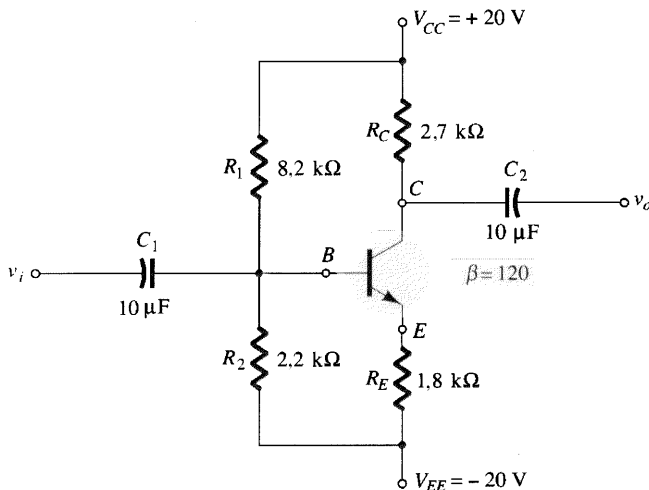 V_CC = + 20 V
R_C 2,7 kΩ
R_1 8,2 kΩ
C
C_2
v_o
10 μF
B
C_1
v_i
β = 120
10 μF
E
R_2 2,2 kΩ
R_E 1,8 kΩ
V_EE = − 20 V